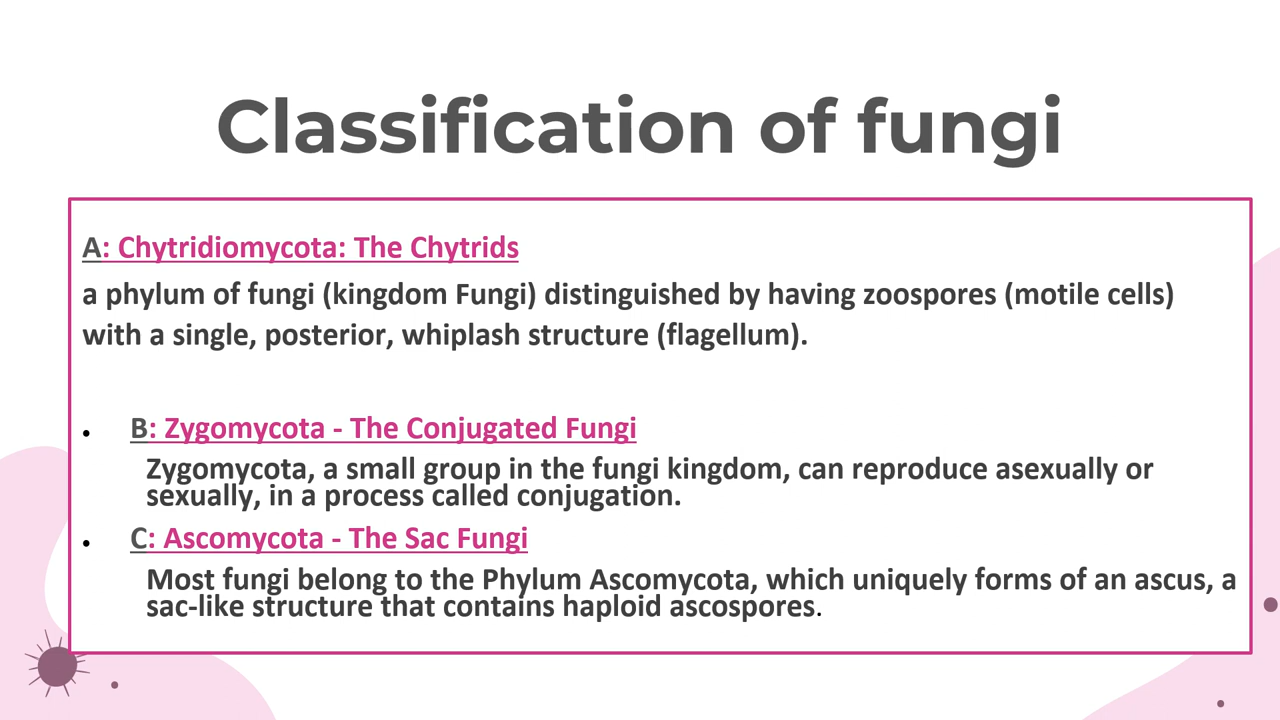 Classification of fungi
A: Chytridiomycota: The Chytrids
a phylum of fungi (kingdom Fungi) distinguished by having zoospores (motile cells)
with a single, posterior, whiplash structure (flagellum).
• B: Zygomycota - The Conjugated Fungi
Zygomycota, a small group in the fungi kingdom, can reproduce asexually or
sexually, in a process called conjugation.
• C: Ascomycota - The Sac Fungi
Most fungi belong to the Phylum Ascomycota, which uniquely forms of an ascus, a
sac-like structure that contains haploid ascospores.